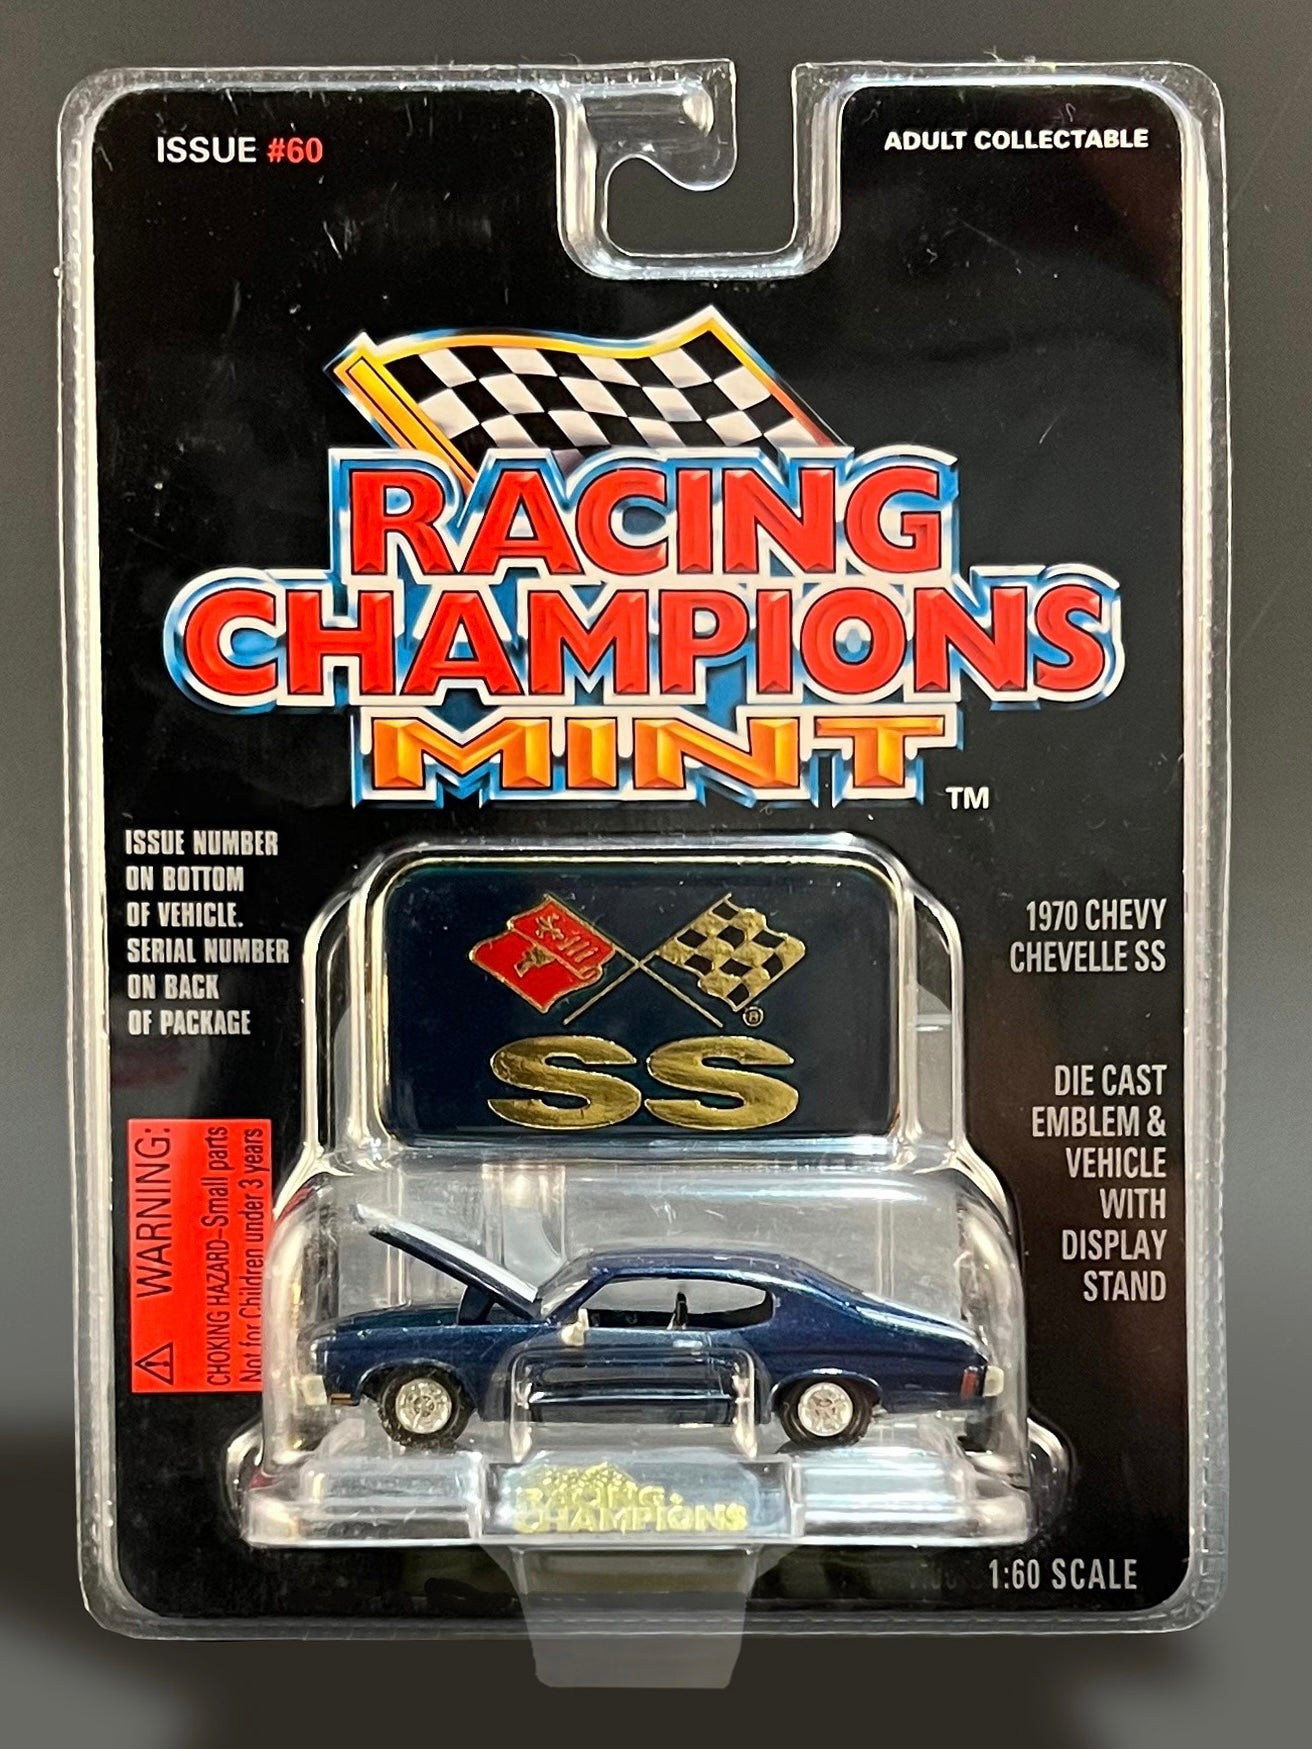 ISSUE #60
ADULT COLLECTABLE
RACING
CHAMPIONS
MINT TM
ISSUE NUMBER
ON BOTTOM
OF VEHICLE.
SERIAL NUMBER
ON BACK
OF PACKAGE
1970 CHEVY
CHEVELLE SS
®
SS
DIE CAST
EMBLEM &
VEHICLE
WITH
DISPLAY
STAND
WARNING:
CHOKING HAZARD-Small parts
Not for Children under 3 years
RACING
CHAMPIONS
1:60 SCALE